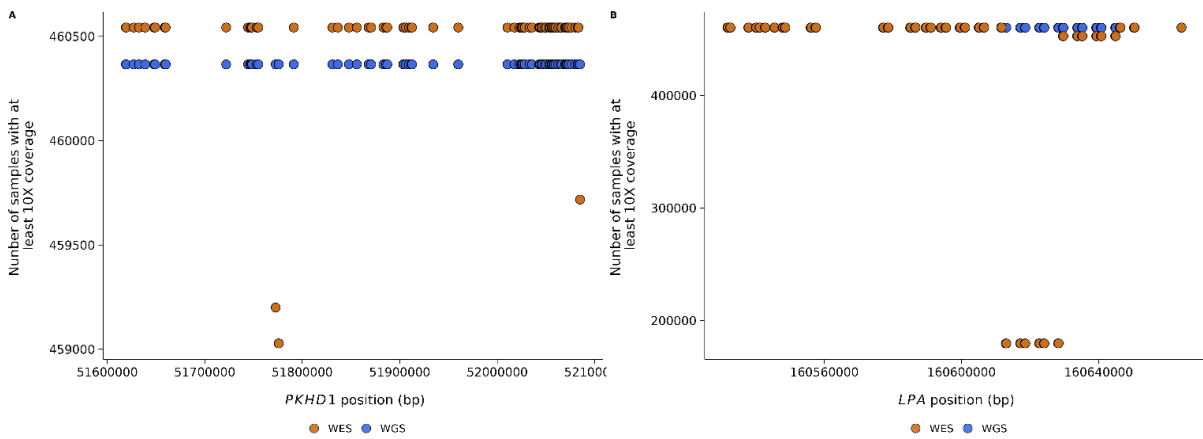 A
460500
460000
459500
459000
Nunber of samples with at
least 10X coverage
51600000 51700000 51800000 51900000 52000000 52100
PKHD1 position (bp)
WES WGS
B
400000
300000
200000
Number of samples with at
least 10X coverage
160560000 160600000 160640000
LPA position (bp)
WES WGS